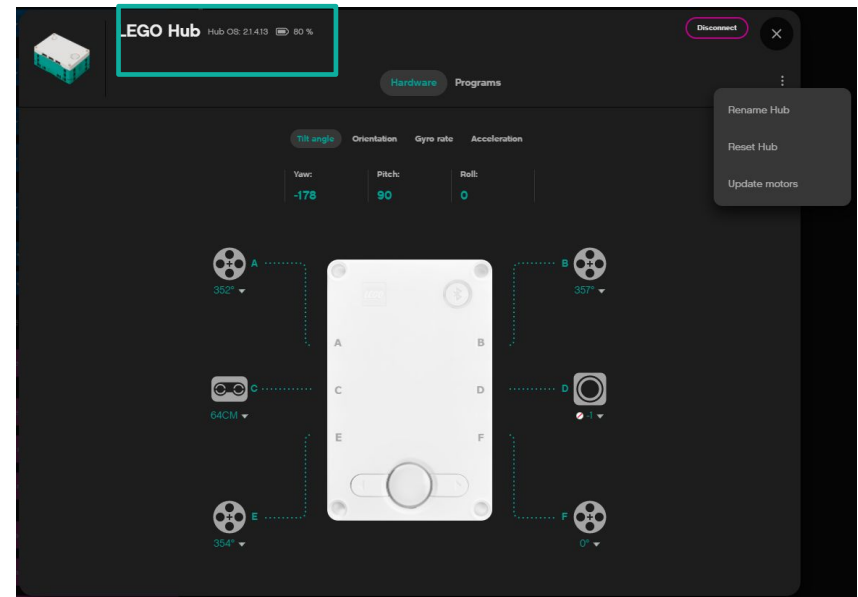 LEGO Hub Hub OS: 2.1.4.13 80 %
Disconnect
Hardware Programs
Rename Hub
Reset Hub
Update motors
Tilt angle Orientation Gyro rate Acceleration
Yaw: Pitch: Roll:
-178 90 0
A B
352° 357°
A B
C D
64CM -1
C D
E F
E F
354° 0°